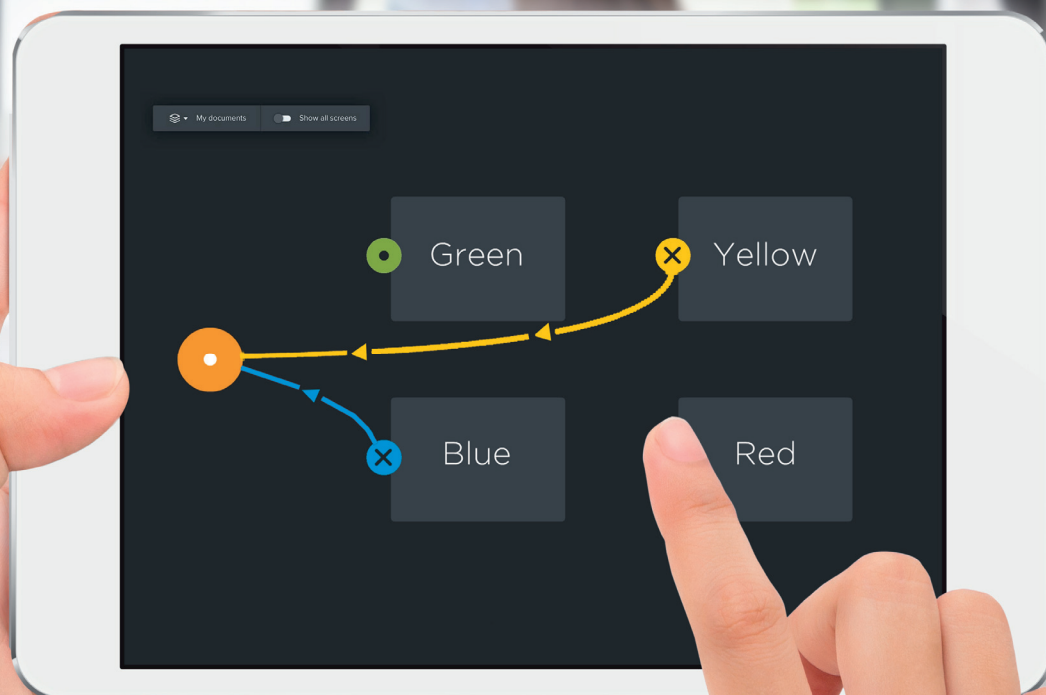 My documents
Show all screens
Green
Yellow
Blue
Red